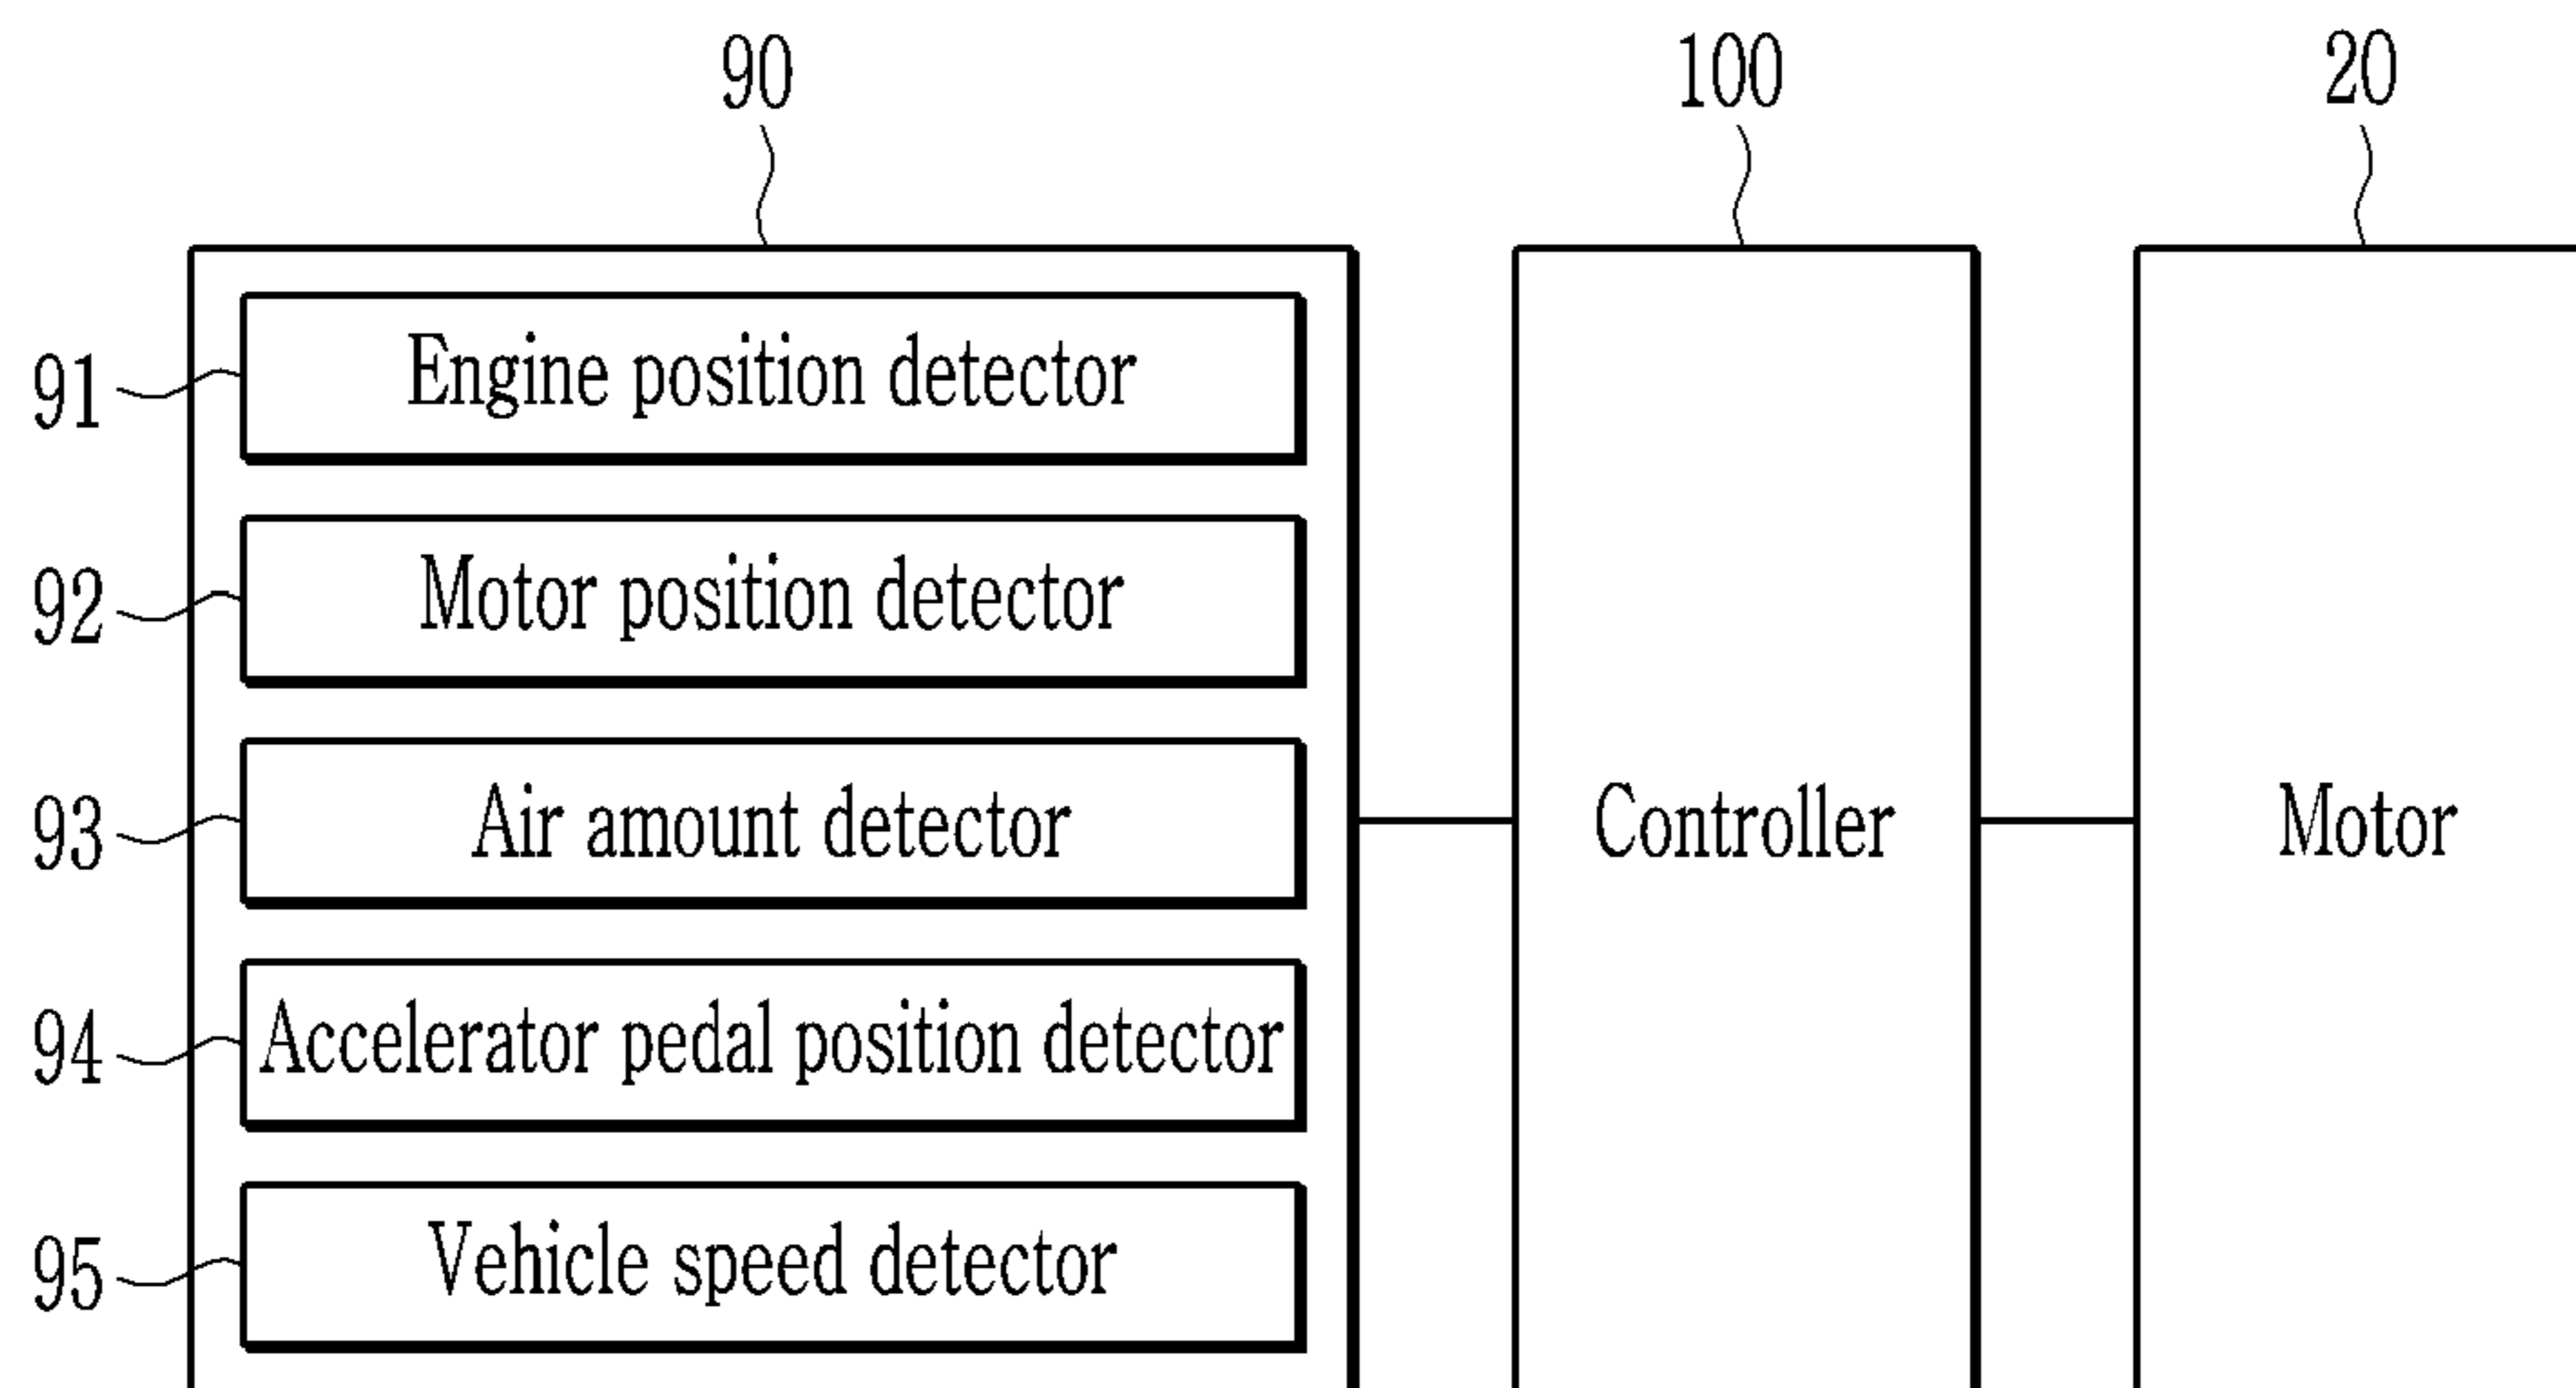 90
100
20
91
Engine position detector
92
Motor position detector
93
Air amount detector
Controller
Motor
94
Accelerator pedal position detector
95
Vehicle speed detector